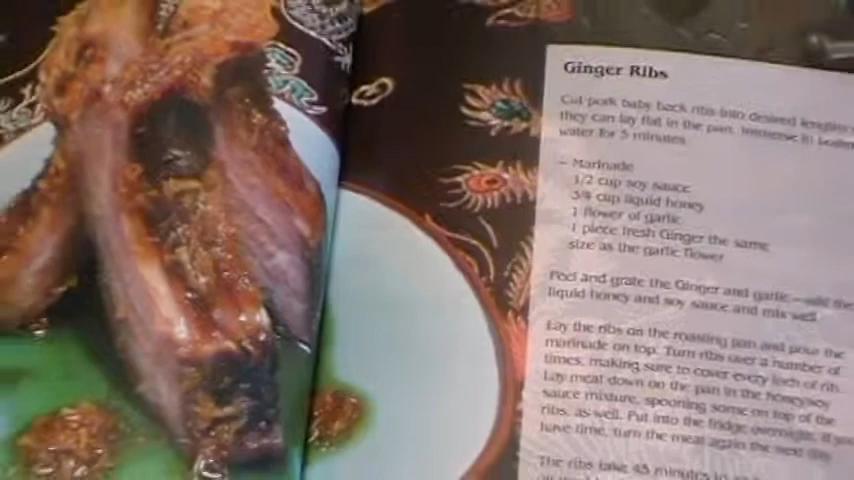 Ginger Ribs
Cut pork baby back ribs into desired lengths
they can lay flat in the pan. Immerse in
water for 5 minutes
- Marinade
1/2 cup soy sauce
3/4 cup liquid honey
1 flower of garlic
1 piece fresh Ginger the same
size as the garlic flower
Peel and grate the Ginger and garlic - add the
liquid honey and soy sauce and mix well.
Lay the ribs on the roasting pan and pour the
marinade on top. Turn ribs over a number of
times, making sure to cover every inch of rib.
Lay meat down on the pan in the honey/soy
sauce mixture, spooning some on top of the
ribs, as well. Put into the fridge overnight. If you
have time, turn the meat again the next day.
The ribs take 45 minutes to